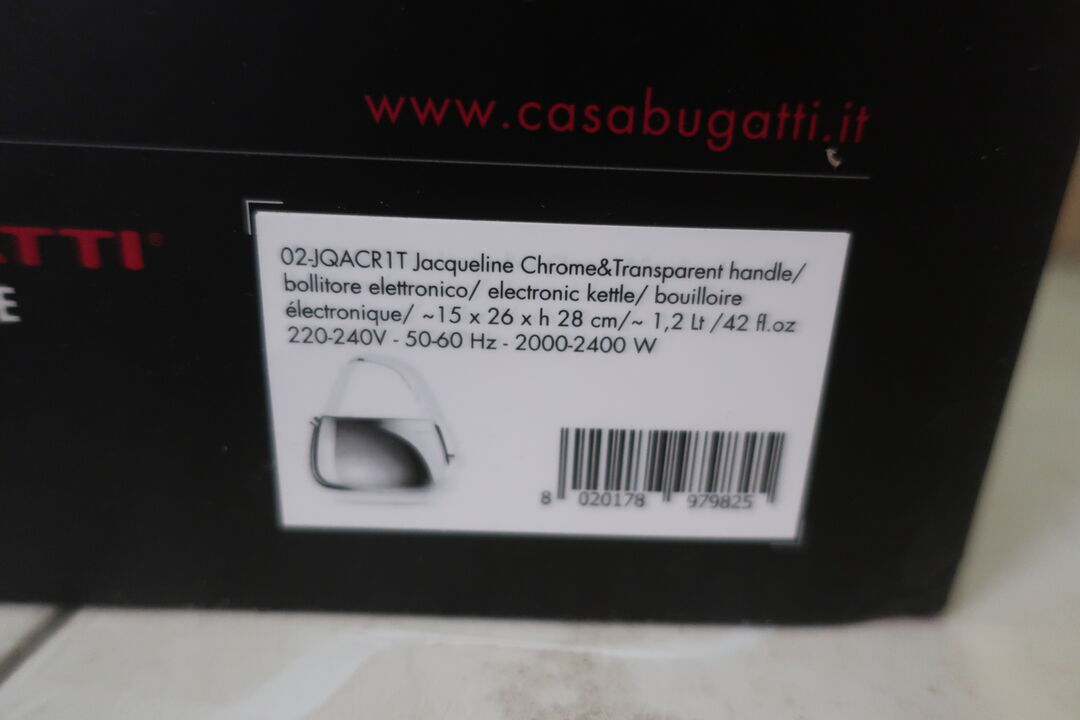 www.casabugatti.it
TTI®
E
02-JQACR1T Jacqueline Chrome&Transparent handle/
bollitore elettronico/ electronic kettle/ bouilloire
électronique/ ~15 x 26 x h 28 cm/~ 1,2 Lt /42 fl.oz
220-240V - 50-60 Hz - 2000-2400 W
8 020178 979825